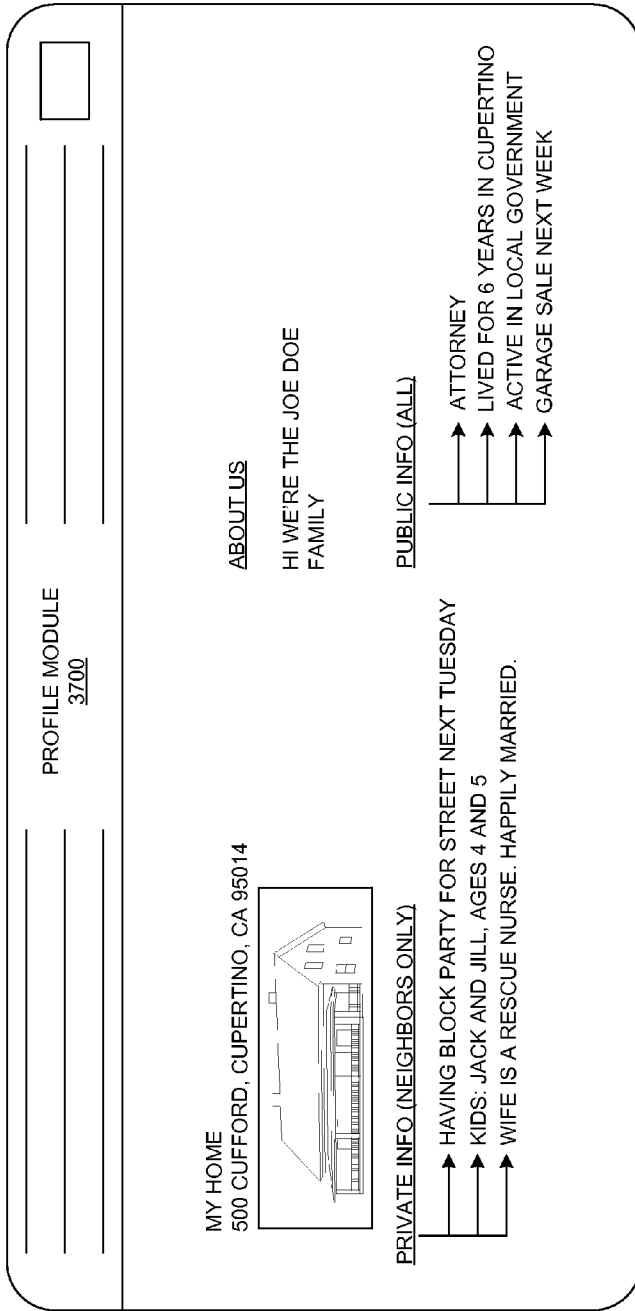 PROFILE MODULE
3700
MY HOME
500 CUFFORD, CUPERTINO, CA 95014
ABOUT US
HI WE'RE THE JOE DOE
FAMILY
PRIVATE INFO (NEIGHBORS ONLY)
HAVING BLOCK PARTY FOR STREET NEXT TUESDAY
KIDS: JACK AND JILL, AGES 4 AND 5
WIFE IS A RESCUE NURSE. HAPPILY MARRIED.
PUBLIC INFO (ALL)
ATTORNEY
LIVED FOR 6 YEARS IN CUPERTINO
ACTIVE IN LOCAL GOVERNMENT
GARAGE SALE NEXT WEEK